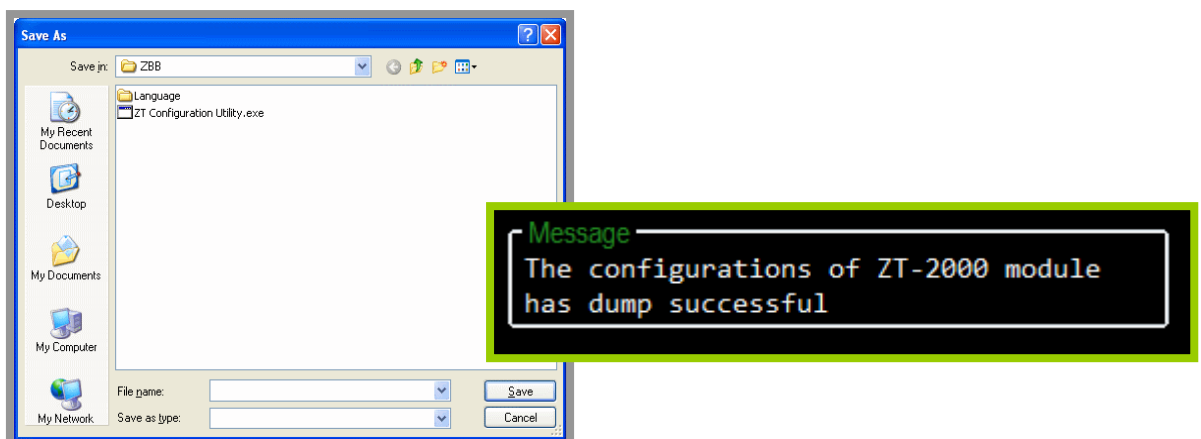 Save As
Save in: ZBB
My Recent
Documents
Desktop
My Documents
My Computer
My Network
Language
ZT Configuration Utility.exe
File name:
Save
Save as type:
Cancel
Message
The configurations of ZT-2000 module
has dump successful